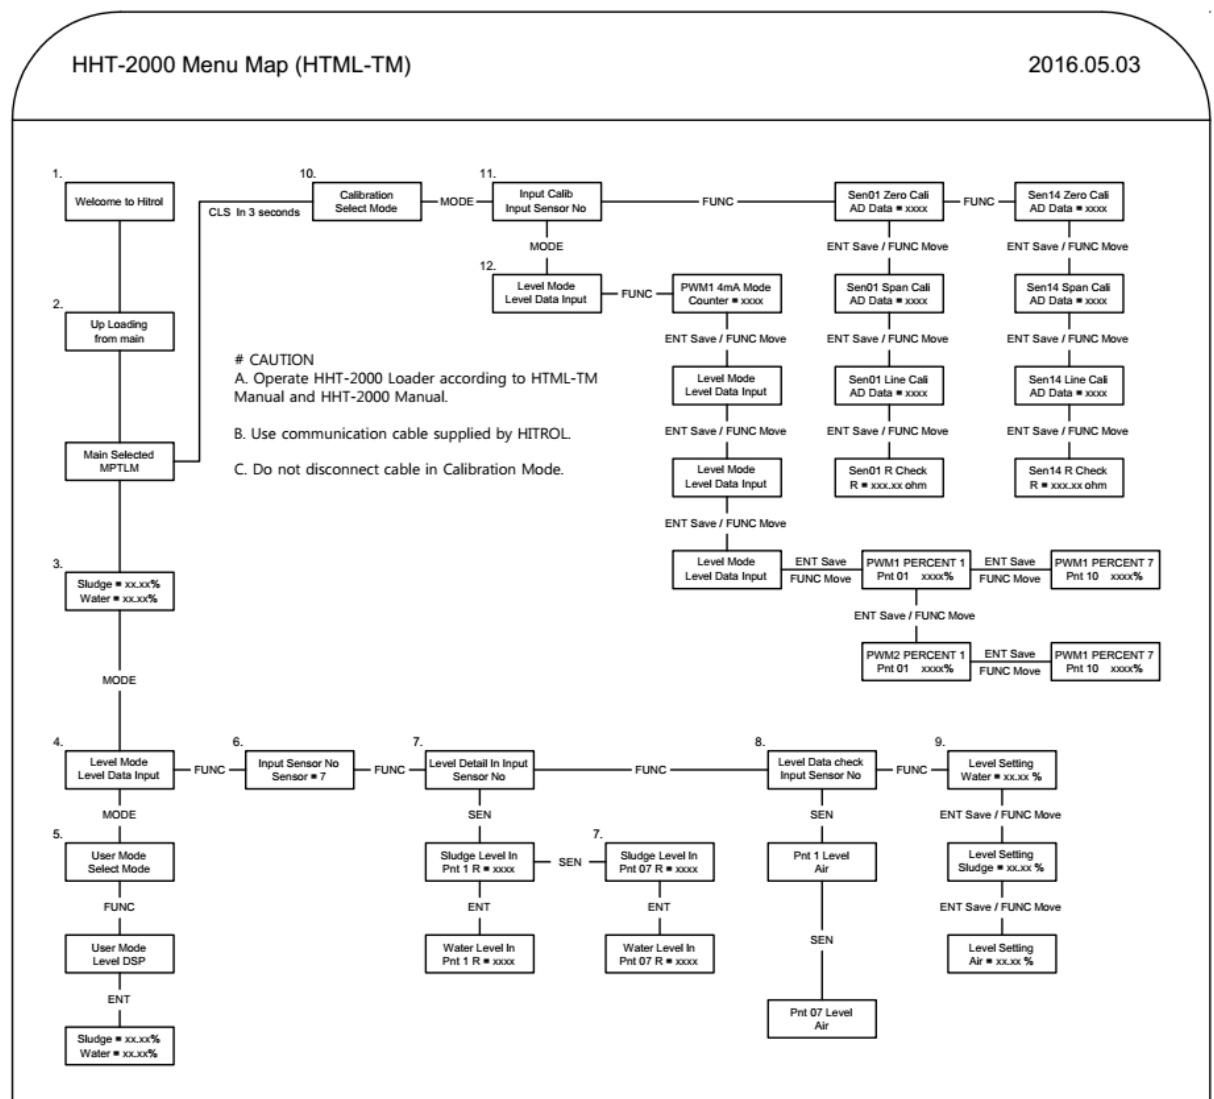 HHT-2000 Menu Map (HTML-TM)
2016.05.03
1.
Welcome to Hitrol
2.
Up Loading
from main
Main Selected
MPTLM
CLS In 3 seconds
10.
Calibration
Select Mode
MODE
11.
Input Calib
Input Sensor No
FUNC
Sen01 Zero Cali
AD Data = xxxx
FUNC
Sen14 Zero Cali
AD Data = xxxx
MODE
ENT Save / FUNC Move
ENT Save / FUNC Move
12.
Level Mode
Level Data Input
FUNC
PWM1 4mA Mode
Counter = xxxx
Sen01 Span Cali
AD Data = xxxx
Sen14 Span Cali
AD Data = xxxx
ENT Save / FUNC Move
ENT Save / FUNC Move
ENT Save / FUNC Move
Level Mode
Level Data Input
Sen01 Line Cali
AD Data = xxxx
Sen14 Line Cali
AD Data = xxxx
ENT Save / FUNC Move
ENT Save / FUNC Move
ENT Save / FUNC Move
Level Mode
Level Data Input
Sen01 R Check
R = xxx.xx ohm
Sen14 R Check
R = xxx.xx ohm
ENT Save / FUNC Move
Level Mode
Level Data Input
ENT Save
FUNC Move
PWM1 PERCENT 1
Pnt 01 xxxx%
ENT Save
FUNC Move
PWM1 PERCENT 7
Pnt 10 xxxx%
ENT Save / FUNC Move
PWM2 PERCENT 1
Pnt 01 xxxx%
ENT Save
FUNC Move
PWM1 PERCENT 7
Pnt 10 xxxx%
# CAUTION
A. Operate HHT-2000 Loader according to HTML-TM
Manual and HHT-2000 Manual.
B. Use communication cable supplied by HITROL.
C. Do not disconnect cable in Calibration Mode.
3.
Sludge = xx.xx%
Water = xx.xx%
MODE
4.
Level Mode
Level Data Input
FUNC
6.
Input Sensor No
Sensor = 7
FUNC
7.
Level Detail In Input
Sensor No
FUNC
8.
Level Data check
Input Sensor No
FUNC
9.
Level Setting
Water = xx.xx %
MODE
SEN
SEN
ENT Save / FUNC Move
5.
User Mode
Select Mode
Sludge Level In
Pnt 1 R = xxxx
SEN
7.
Sludge Level In
Pnt 07 R = xxxx
Pnt 1 Level
Air
Level Setting
Sludge = xx.xx %
FUNC
ENT
ENT
ENT Save / FUNC Move
User Mode
Level DSP
Water Level In
Pnt 1 R = xxxx
Water Level In
Pnt 07 R = xxxx
SEN
Level Setting
Air = xx.xx %
ENT
Sludge = xx.xx%
Water = xx.xx%
Pnt 07 Level
Air